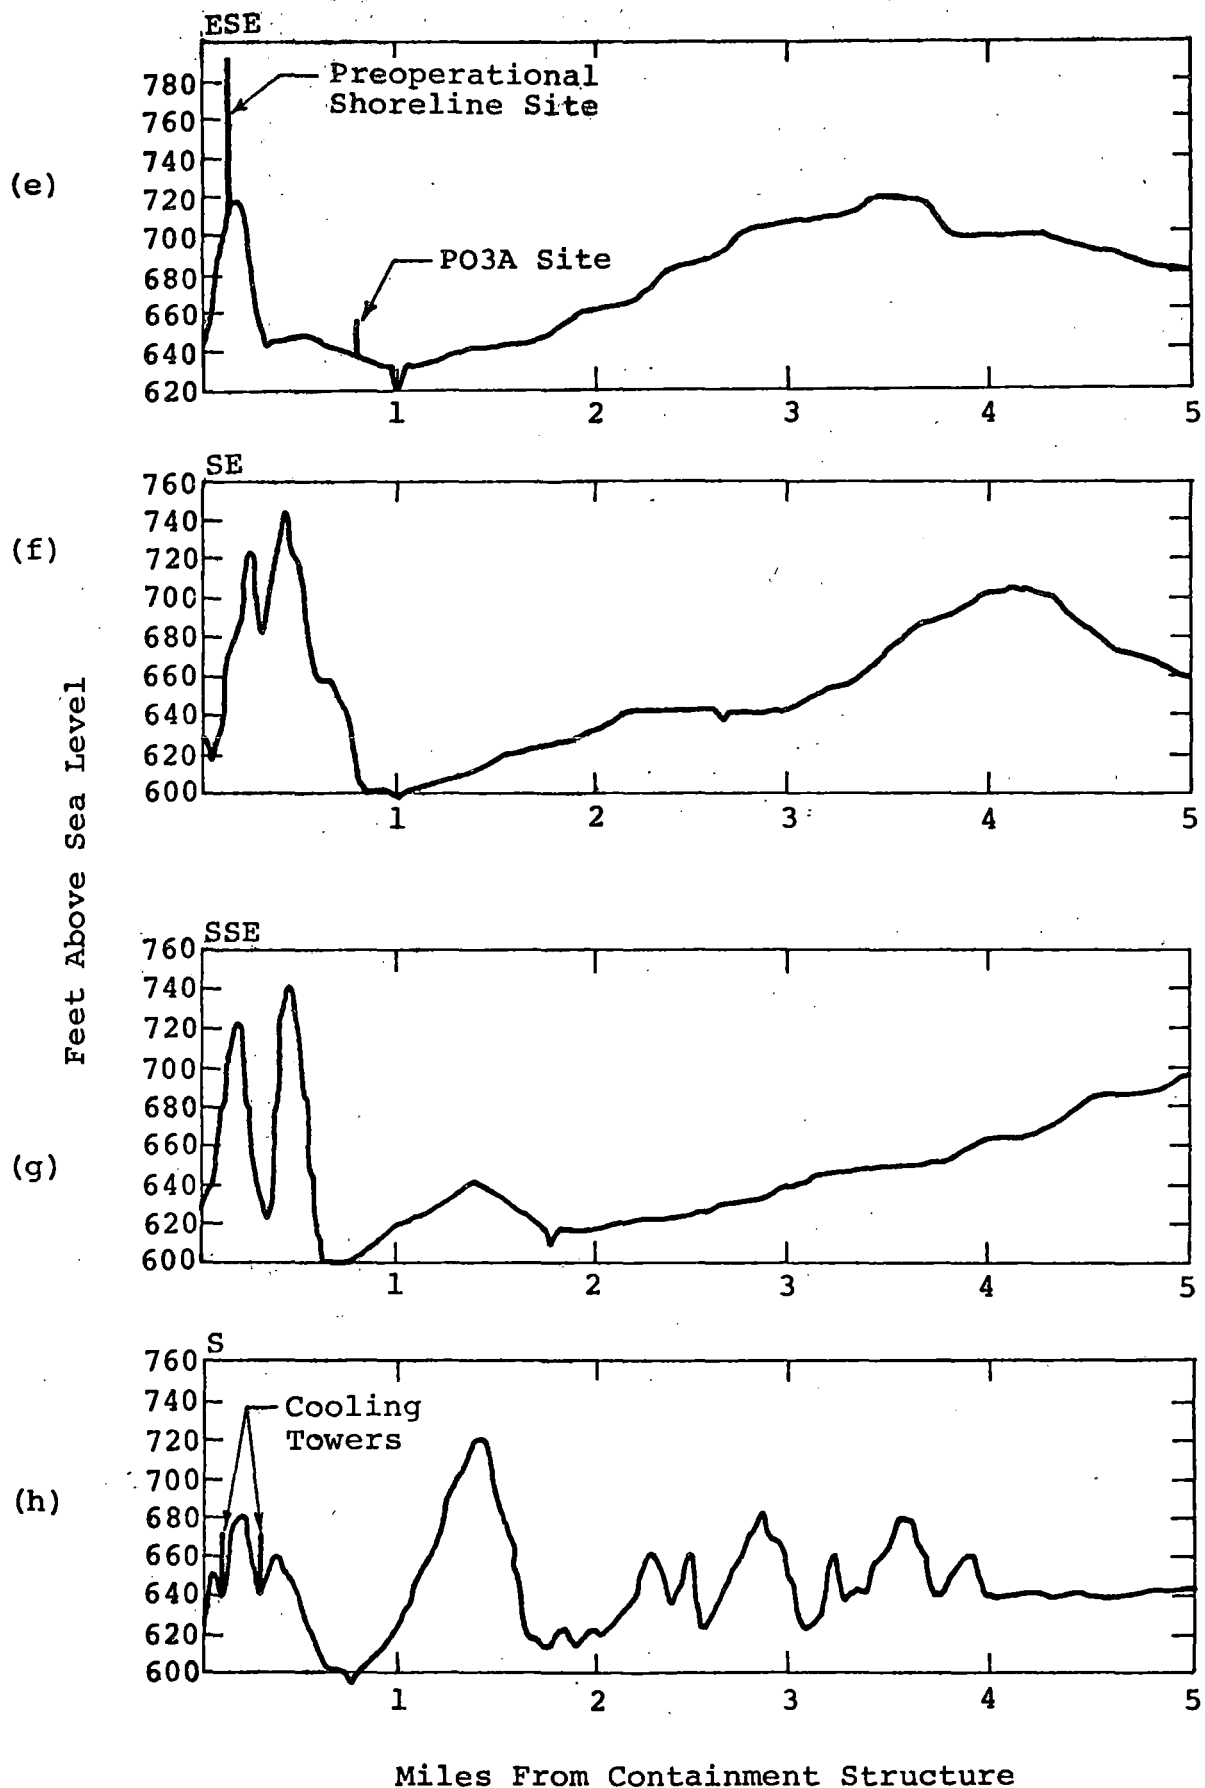 ESE
Preoperational
Shoreline Site
PO3A Site
(e)
780
760
740
720
700
680
660
640
620
1 2 3 4 5
SE
(f)
760
740
720
700
680
660
640
620
600
1 2 3 4 5
Feet Above Sea Level
SSE
(g)
760
740
720
700
680
660
640
620
600
1 2 3 4 5
S
Cooling
Towers
(h)
760
740
720
700
680
660
640
620
600
1 2 3 4 5
Miles From Containment Structure